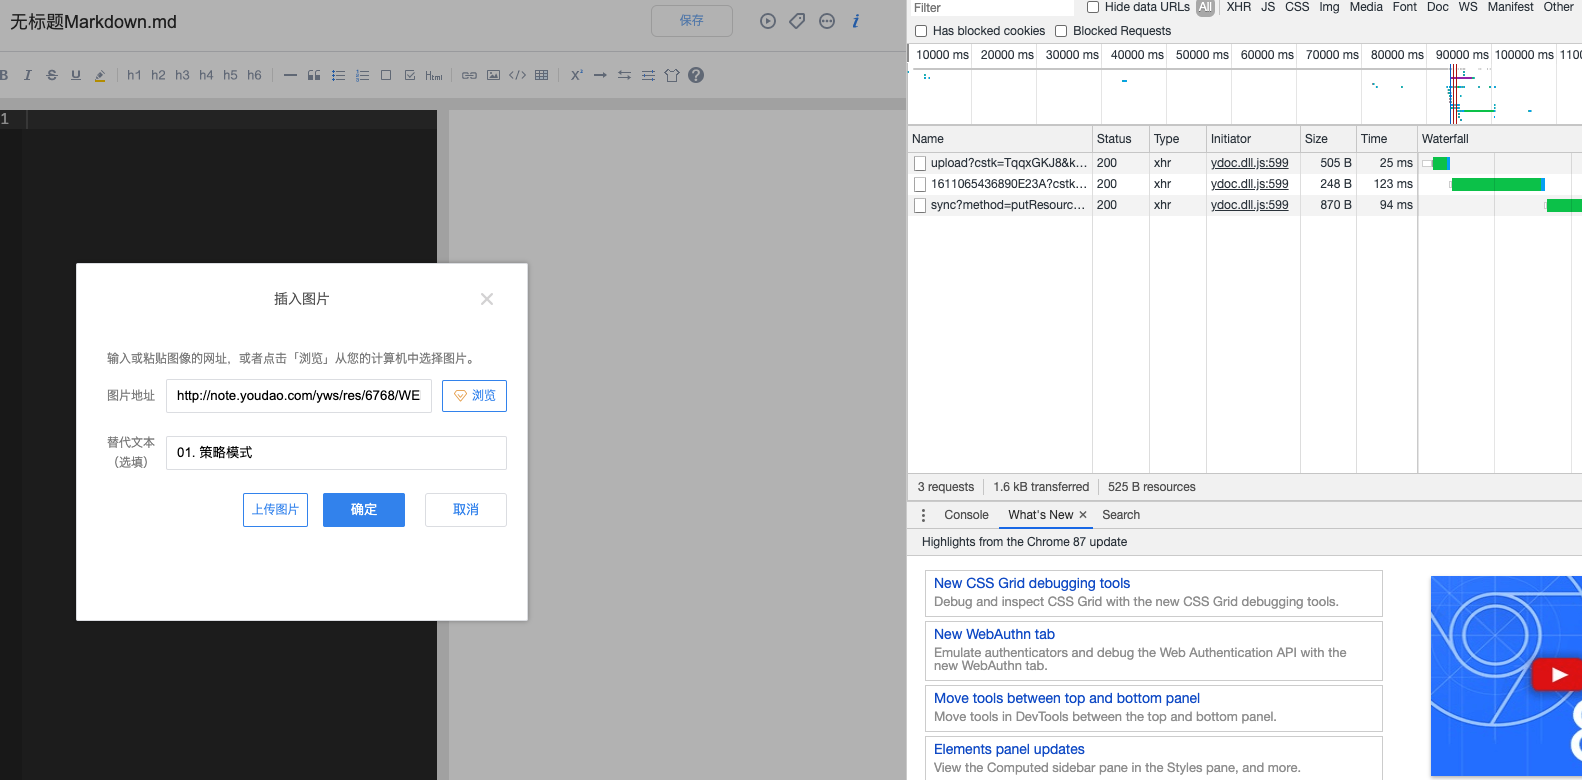 无标题Markdown.md
保存
B I S U h1 h2 h3 h4 h5 h6 Html
1
插入图片
输入或粘贴图像的网址，或者点击「浏览」从您的计算机中选择图片。
图片地址 http://note.youdao.com/yws/res/6768/WE 浏览
替代文本
（选填）
01. 策略模式
上传图片 确定 取消
Filter Hide data URLs All XHR JS CSS Img Media Font Doc WS Manifest Other
Has blocked cookies Blocked Requests
10000 ms 20000 ms 30000 ms 40000 ms 50000 ms 60000 ms 70000 ms 80000 ms 90000 ms 100000 ms 1100
Name Status Type Initiator Size Time Waterfall
upload?cstk=TqqxGKJ8&k... 200 xhr ydoc.dll.js:599 505 B 25 ms
1611065436890E23A?cstk... 200 xhr ydoc.dll.js:599 248 B 123 ms
sync?method=putResourc... 200 xhr ydoc.dll.js:599 870 B 94 ms
3 requests 1.6 kB transferred 525 B resources
Console What's New × Search
Highlights from the Chrome 87 update
New CSS Grid debugging tools
Debug and inspect CSS Grid with the new CSS Grid debugging tools.
New WebAuthn tab
Emulate authenticators and debug the Web Authentication API with the
new WebAuthn tab.
Move tools between top and bottom panel
Move tools in DevTools between the top and bottom panel.
Elements panel updates
View the Computed sidebar pane in the Styles pane, and more.